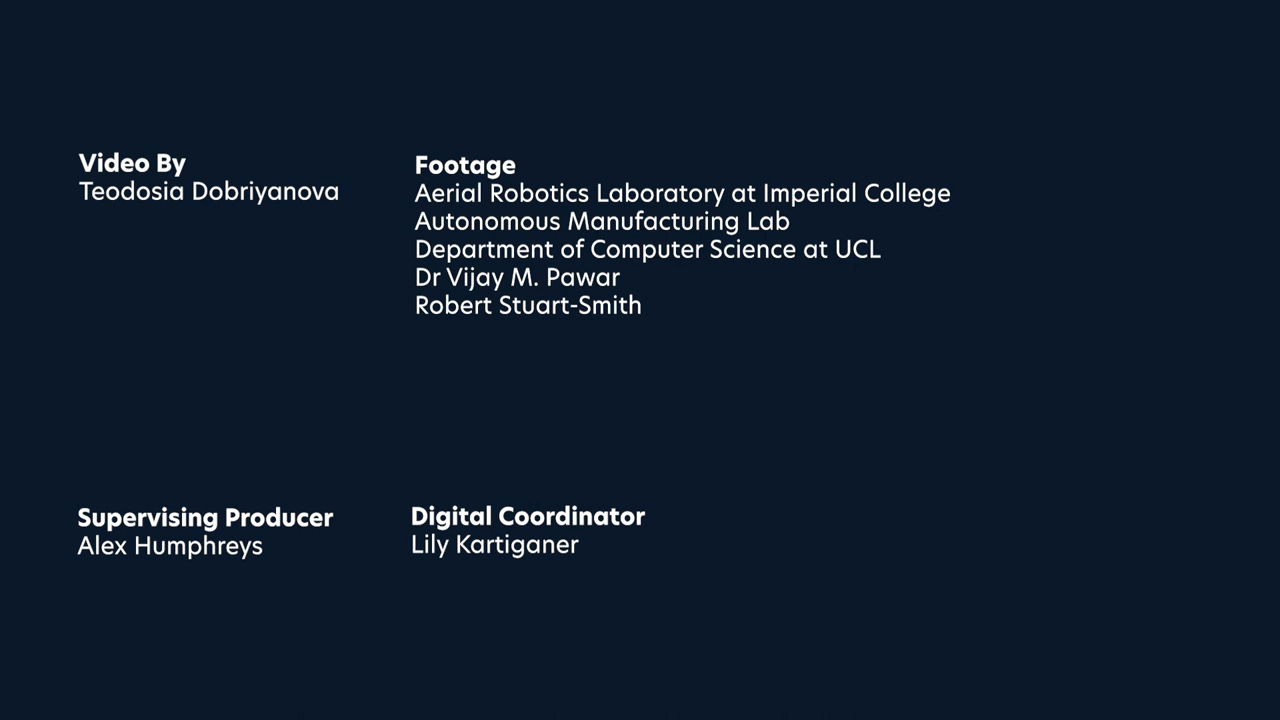 Video By
Teodosia Dobriyanova
Footage
Aerial Robotics Laboratory at Imperial College
Autonomous Manufacturing Lab
Department of Computer Science at UCL
Dr Vijay M. Pawar
Robert Stuart-Smith
Supervising Producer
Alex Humphreys
Digital Coordinator
Lily Kartiganer